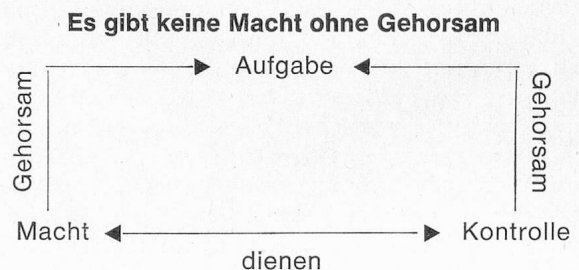 Es gibt keine Macht ohne Gehorsam
Aufgabe
Gehorsam
Gehorsam
Macht
Kontrolle
dienen